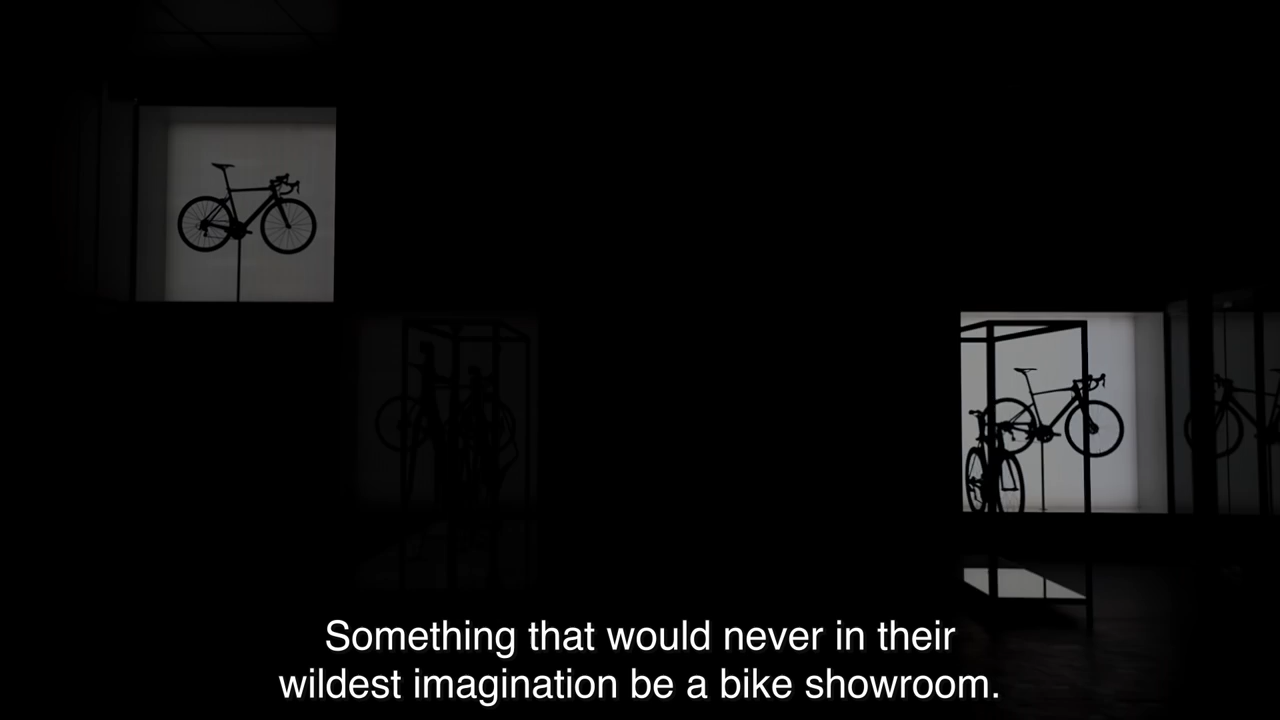 Something that would never in their
wildest imagination be a bike showroom.